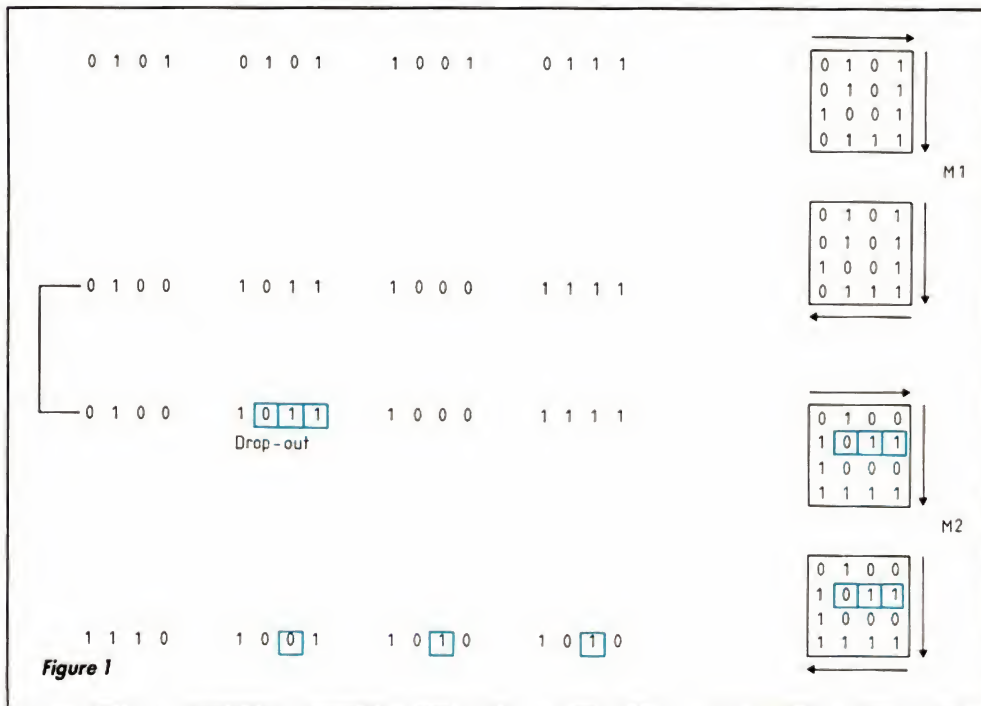 0 1 0 1 0 1 0 1 1 0 0 1 0 1 1 1
0 1 0 1
0 1 0 1
1 0 0 1
0 1 1 1
M1
0 1 0 1
0 1 0 1
1 0 0 1
0 1 1 1
0 1 0 0 1 0 1 1 1 0 0 0 1 1 1 1
0 1 0 0 1 0 1 1 1 0 0 0 1 1 1 1
Drop-out
0 1 0 0
1 0 1 1
1 0 0 0
1 1 1 1
M2
0 1 0 0
1 0 1 1
1 0 0 0
1 1 1 1
1 1 1 0 1 0 0 1 1 0 1 0 1 0 1 0
Figure 1